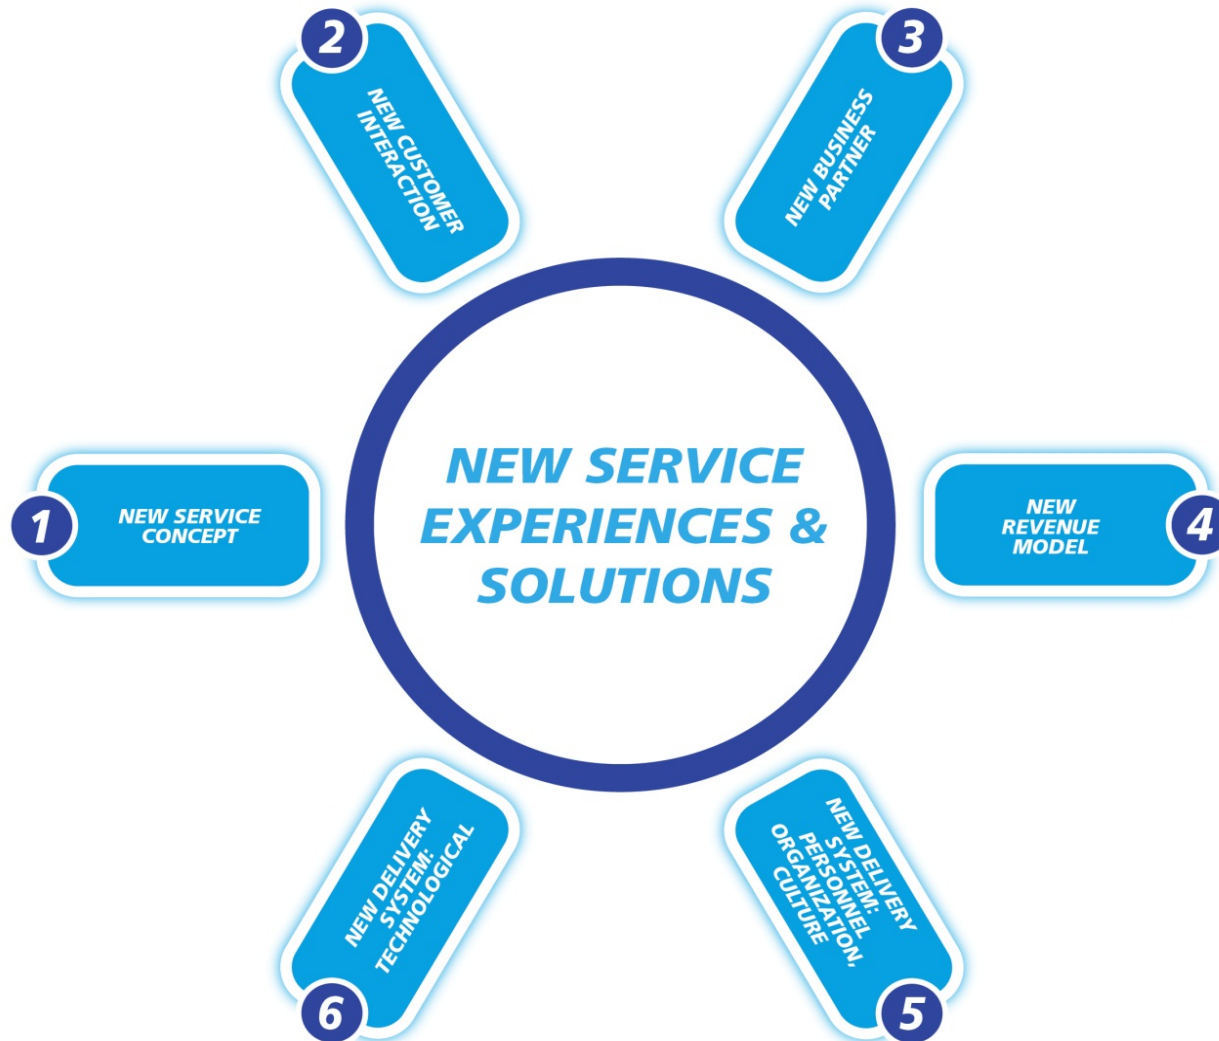 2
NEW CUSTOMER
INTERACTION
3
NEW BUSINESS
PARTNER
1
NEW SERVICE
CONCEPT
NEW SERVICE
EXPERIENCES &
SOLUTIONS
4
NEW
REVENUE
MODEL
6
NEW DELIVERY
SYSTEM:
TECHNOLOGICAL
5
NEW DELIVERY
SYSTEM:
PERSONNEL
ORGANIZATION,
CULTURE